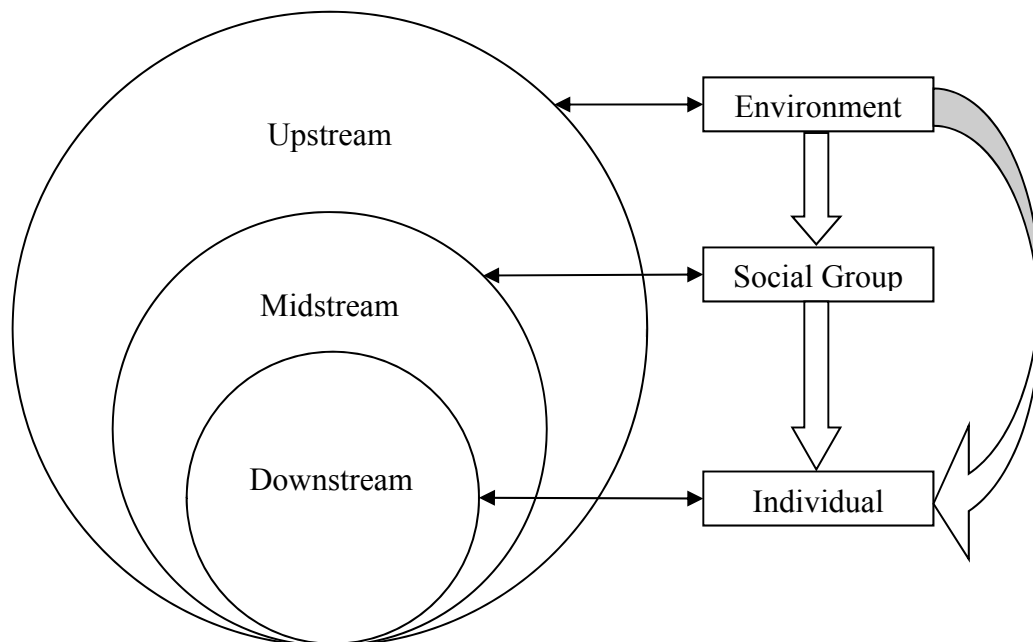 Environment
Upstream
Social Group
Midstream
Downstream
Individual